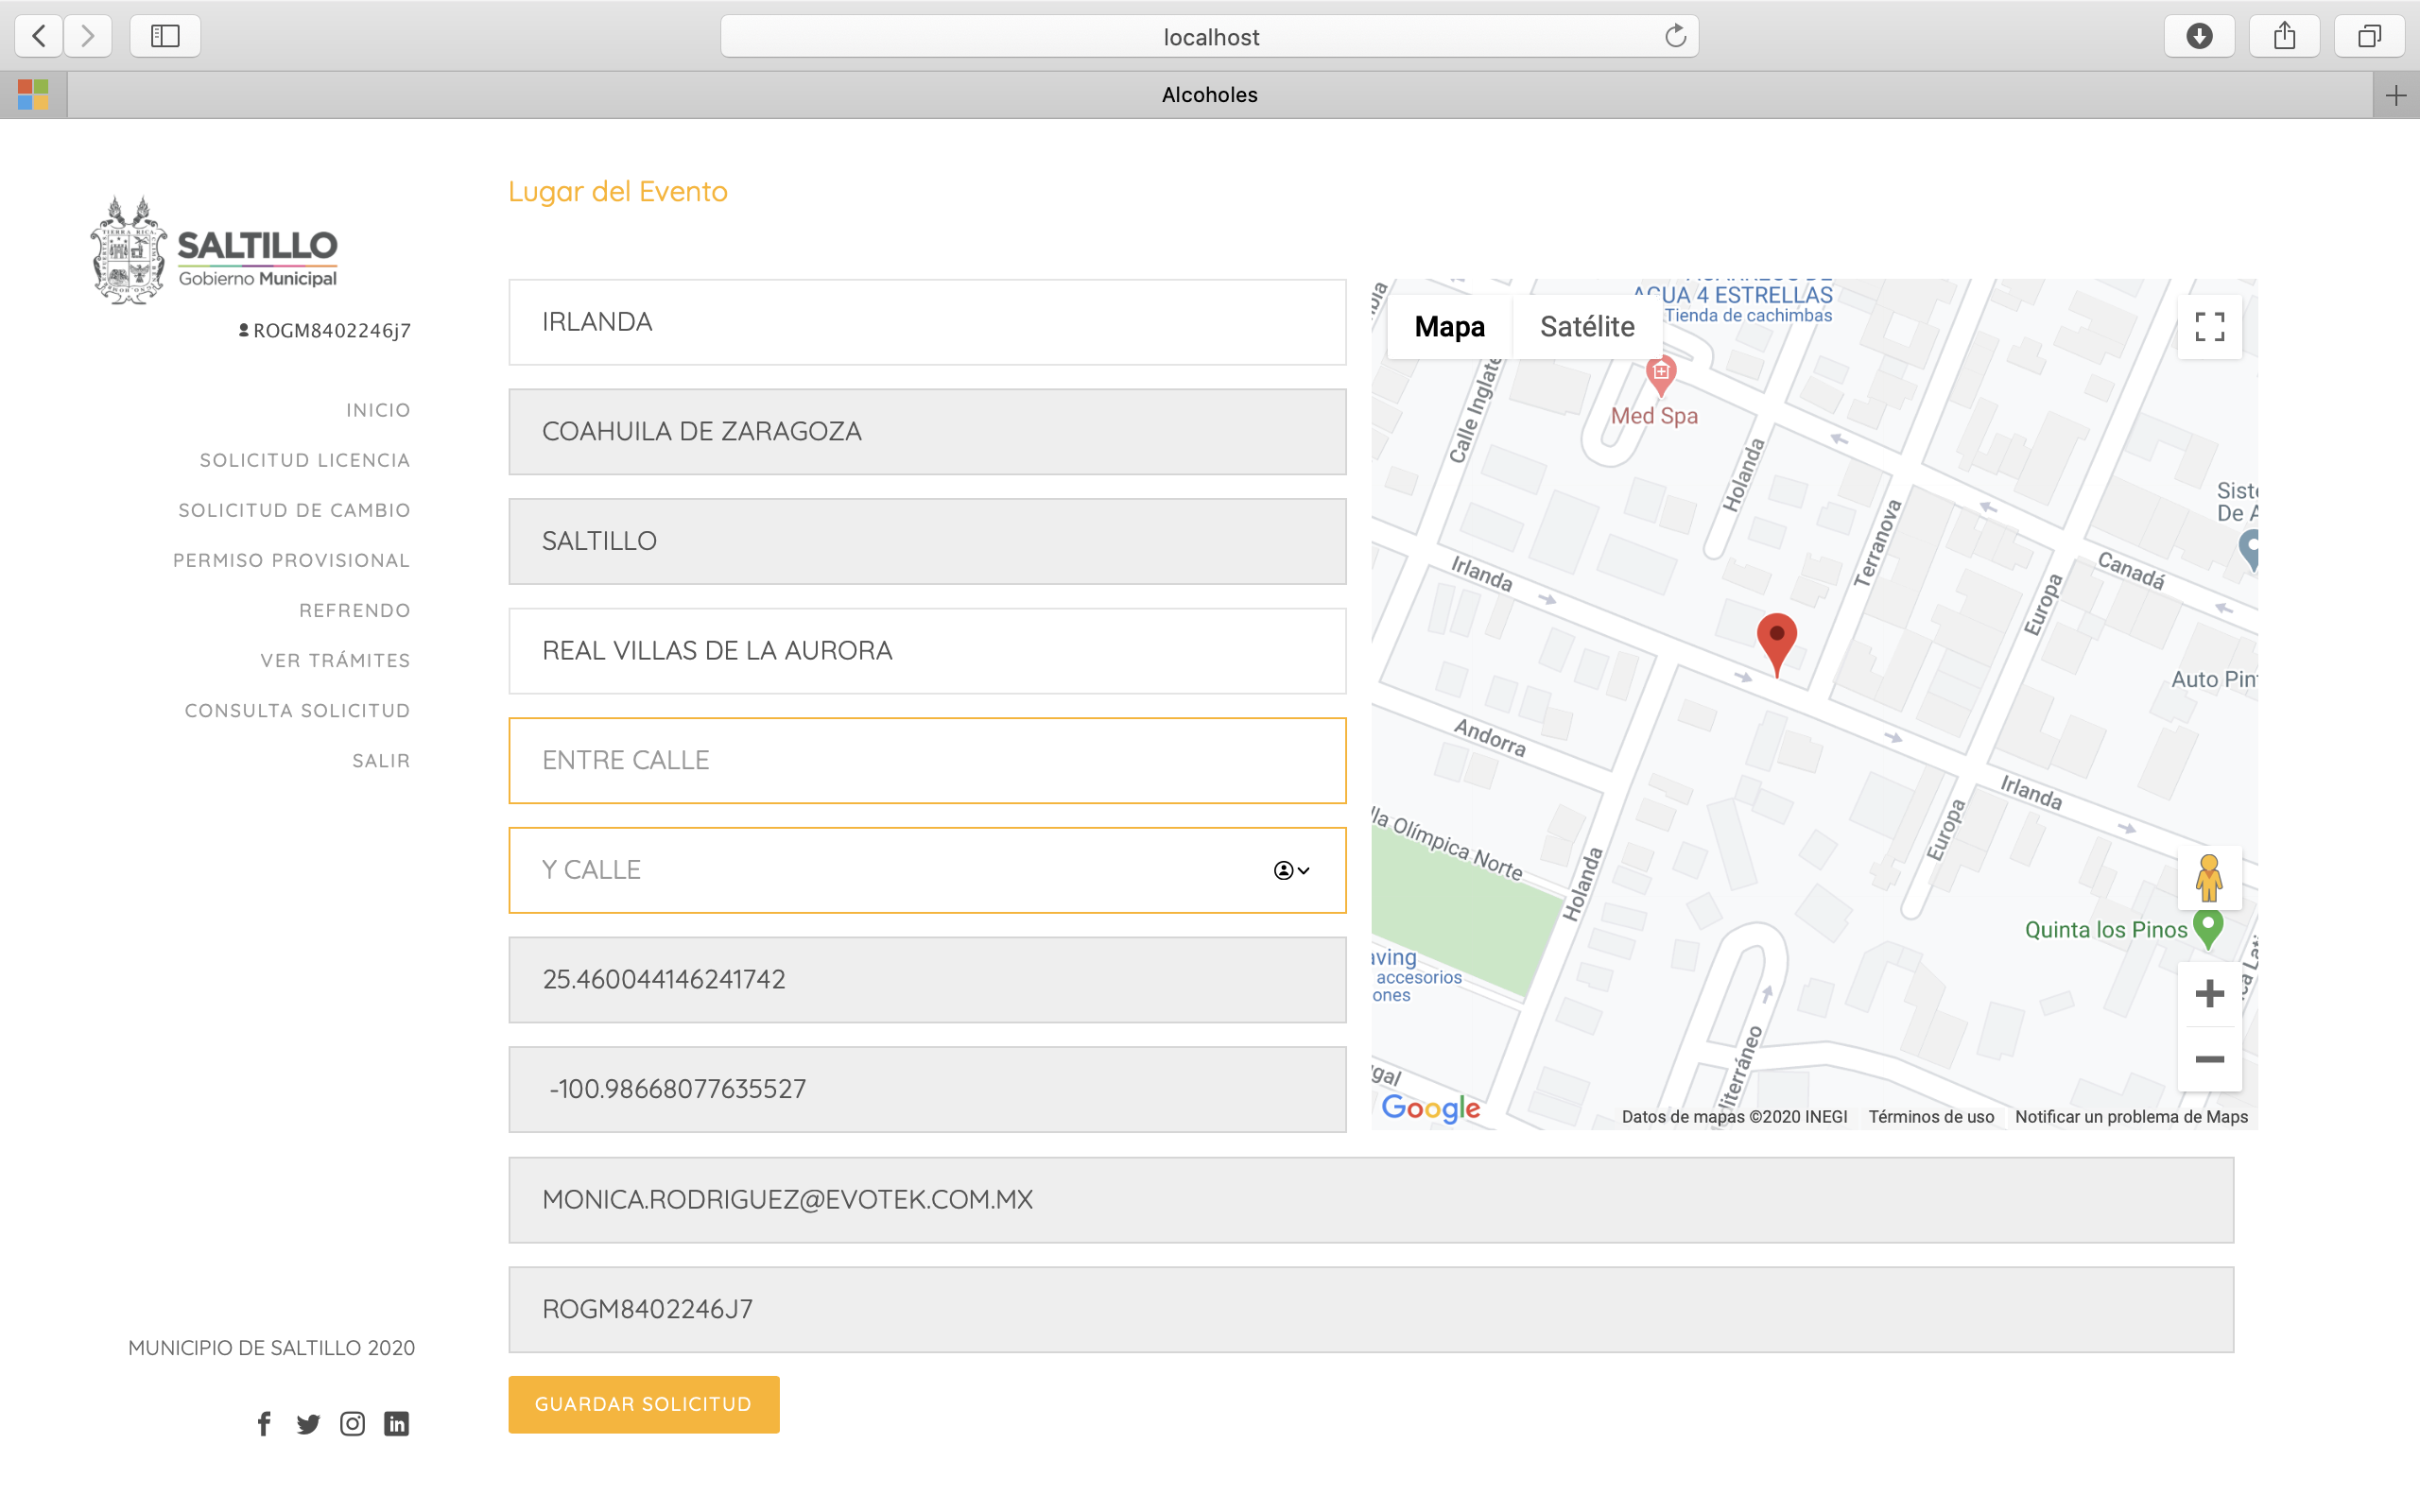 localhost
Alcoholes
SALTILLO
Gobierno Municipal
ROGM8402246j7
INICIO
SOLICITUD LICENCIA
SOLICITUD DE CAMBIO
PERMISO PROVISIONAL
REFRENDO
VER TRÁMITES
CONSULTA SOLICITUD
SALIR
MUNICIPIO DE SALTILLO 2020
Lugar del Evento
IRLANDA
COAHUILA DE ZARAGOZA
SALTILLO
REAL VILLAS DE LA AURORA
ENTRE CALLE
Y CALLE
25.460044146241742
-100.98668077635527
MONICA.RODRIGUEZ@EVOTEK.COM.MX
ROGM8402246J7
GUARDAR SOLICITUD
Mapa
Satélite
AGUA 4 ESTRELLAS
Tienda de cachimbas
Med Spa
Calle Inglate
Holanda
Terranova
Siste
De A
Canadá
Europa
Irlanda
Auto Pin
Andorra
Irlanda
Europa
lla Olímpica Norte
Holanda
Quinta los Pinos
aving
accesorios
ones
literráneo
gal
Google
Datos de mapas ©2020 INEGI
Términos de uso
Notificar un problema de Maps